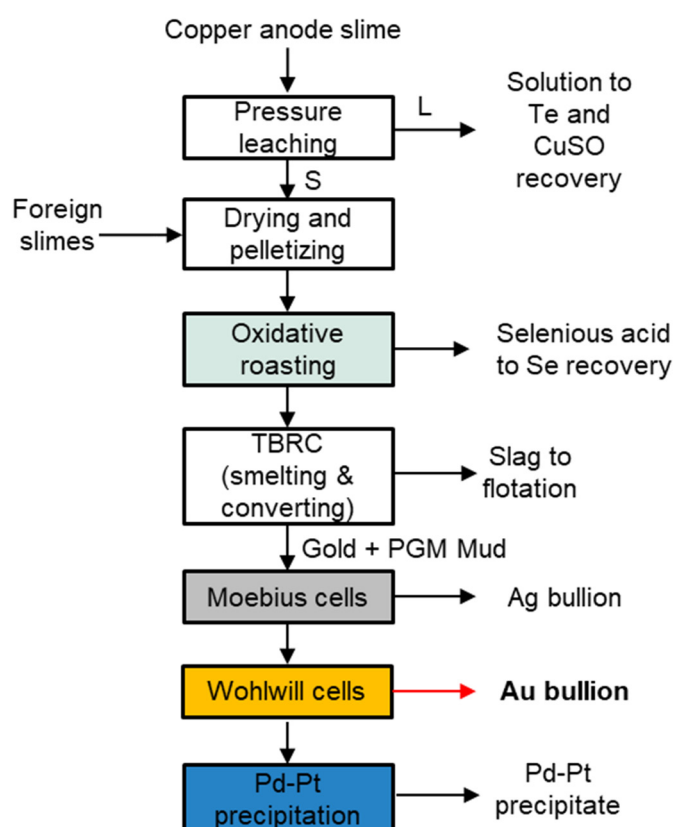 Copper anode slime
Pressure
leaching
L
Solution to
Te and
CuSO
recovery
S
Foreign
slimes
Drying and
pelletizing
Oxidative
roasting
Selenious acid
to Se recovery
TBRC
(smelting &
converting)
Slag to
flotation
Gold + PGM Mud
Moebius cells
Ag bullion
Wohlwill cells
Au bullion
Pd-Pt
precipitation
Pd-Pt
precipitate